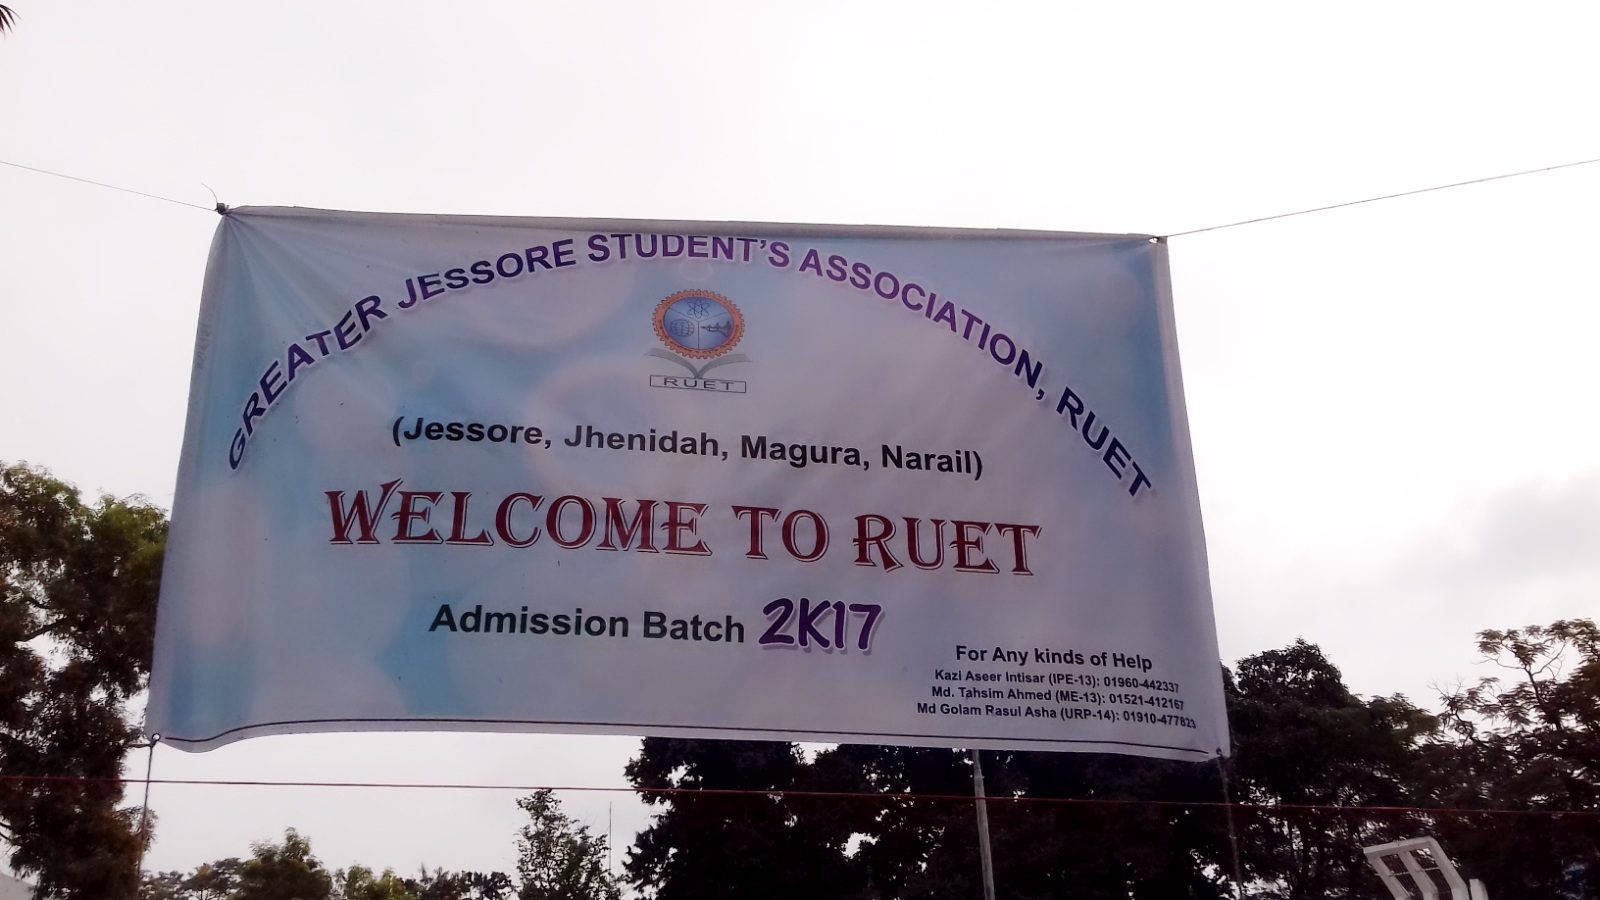 GREATER JESSORE STUDENT'S ASSOCIATION, RUET
RUET
(Jessore, Jhenidah, Magura, Narail)
WELCOME TO RUET
Admission Batch 2K17
For Any kinds of Help
Kazi Aseer Intisar (IPE-13): 01960-442337
Md. Tahsim Ahmed (ME-13): 01521-412167
Md Golam Rasul Asha (URP-14): 01910-477823